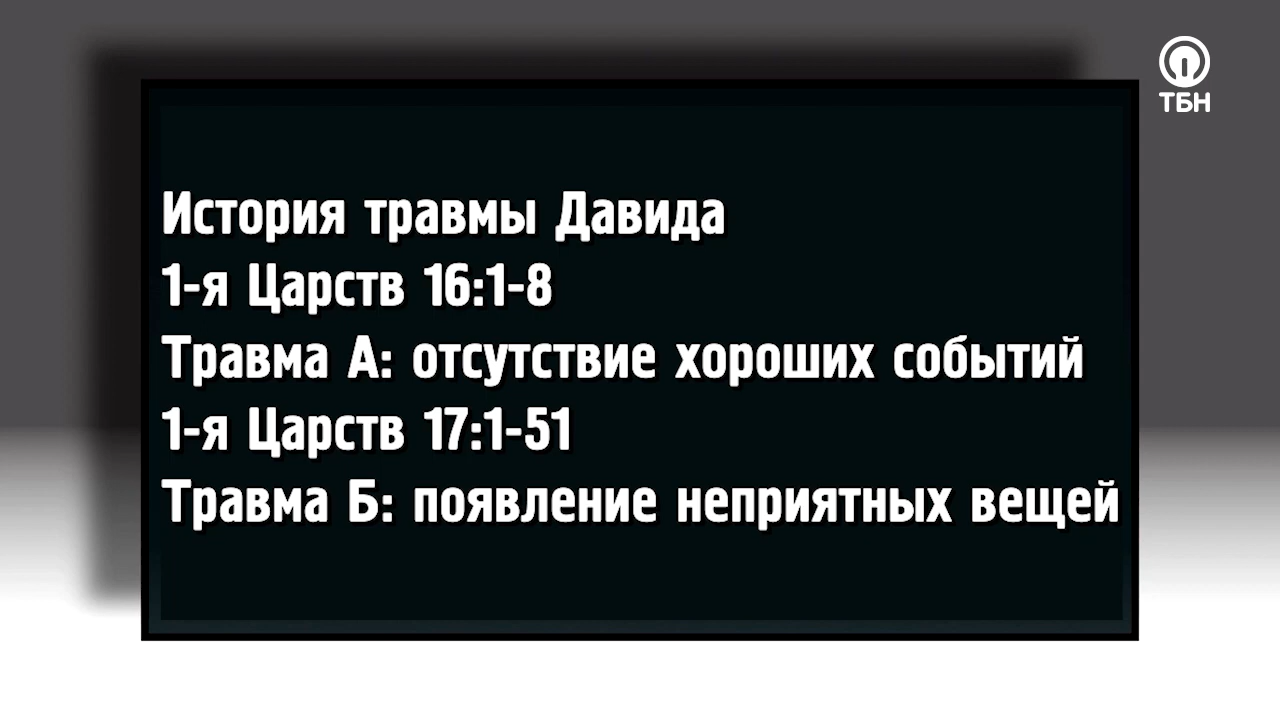 ТБН
История травмы Давида
1-я Царств 16:1-8
Травма А: отсутствие хороших событий
1-я Царств 17:1-51
Травма Б: появление неприятных вещей